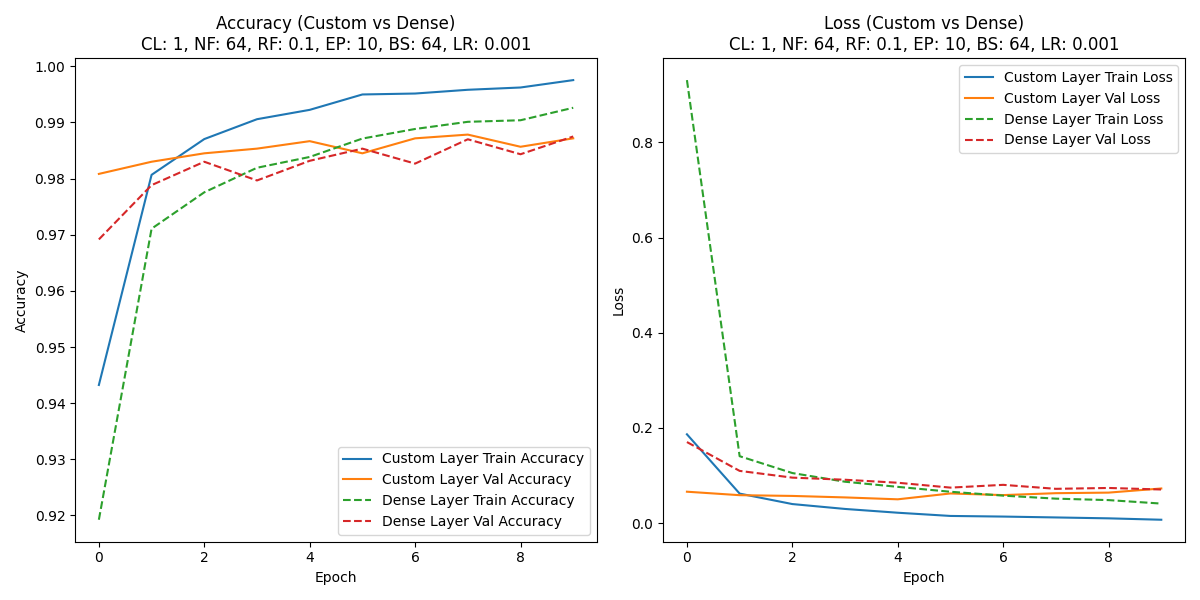 Accuracy (Custom vs Dense)
CL: 1, NF: 64, RF: 0.1, EP: 10, BS: 64, LR: 0.001
1.00
0.99
0.98
0.97
0.96
0.95
0.94
0.93
0.92
Accuracy
0
2
4
6
8
Epoch
Custom Layer Train Accuracy
Custom Layer Val Accuracy
Dense Layer Train Accuracy
Dense Layer Val Accuracy
Loss (Custom vs Dense)
CL: 1, NF: 64, RF: 0.1, EP: 10, BS: 64, LR: 0.001
Custom Layer Train Loss
Custom Layer Val Loss
Dense Layer Train Loss
Dense Layer Val Loss
0.8
0.6
0.4
0.2
0.0
Loss
0
2
4
6
8
Epoch